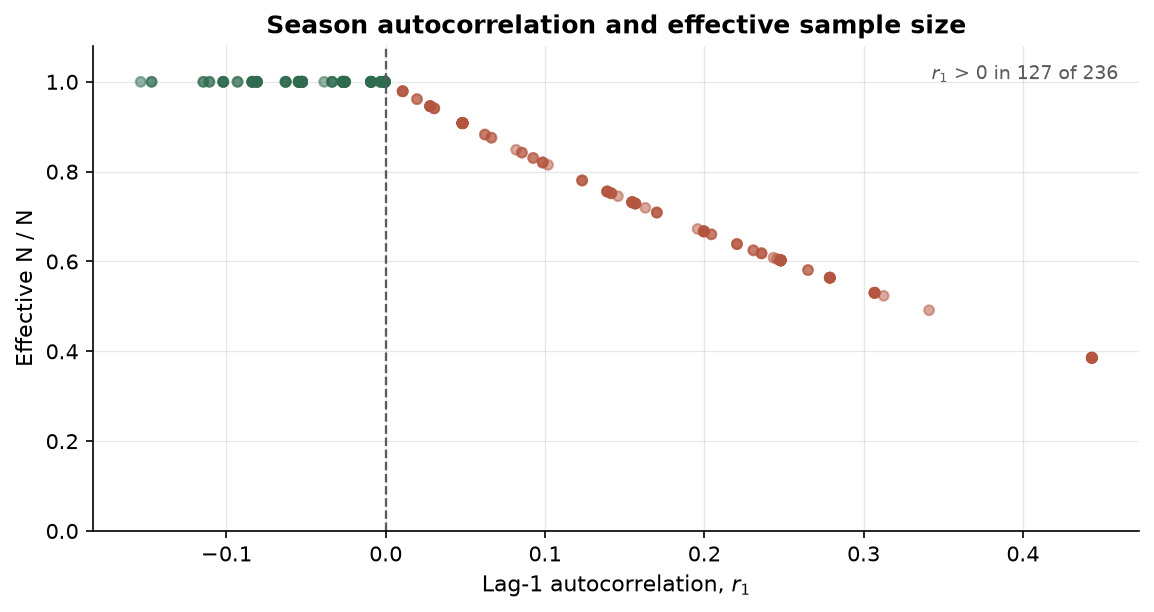 Season autocorrelation and effective sample size
r₁ > 0 in 127 of 236
Effective N / N
1.0
0.8
0.6
0.4
0.2
0.0
−0.1 0.0 0.1 0.2 0.3 0.4
Lag-1 autocorrelation, r₁